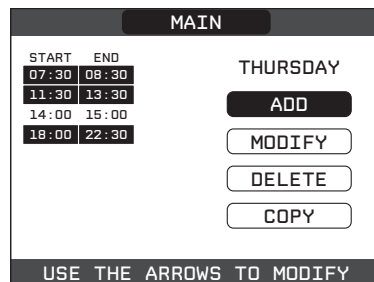 MAIN
START END
07:30 08:30
11:30 13:30
14:00 15:00
18:00 22:30
THURSDAY
ADD
MODIFY
DELETE
COPY
USE THE ARROWS TO MODIFY